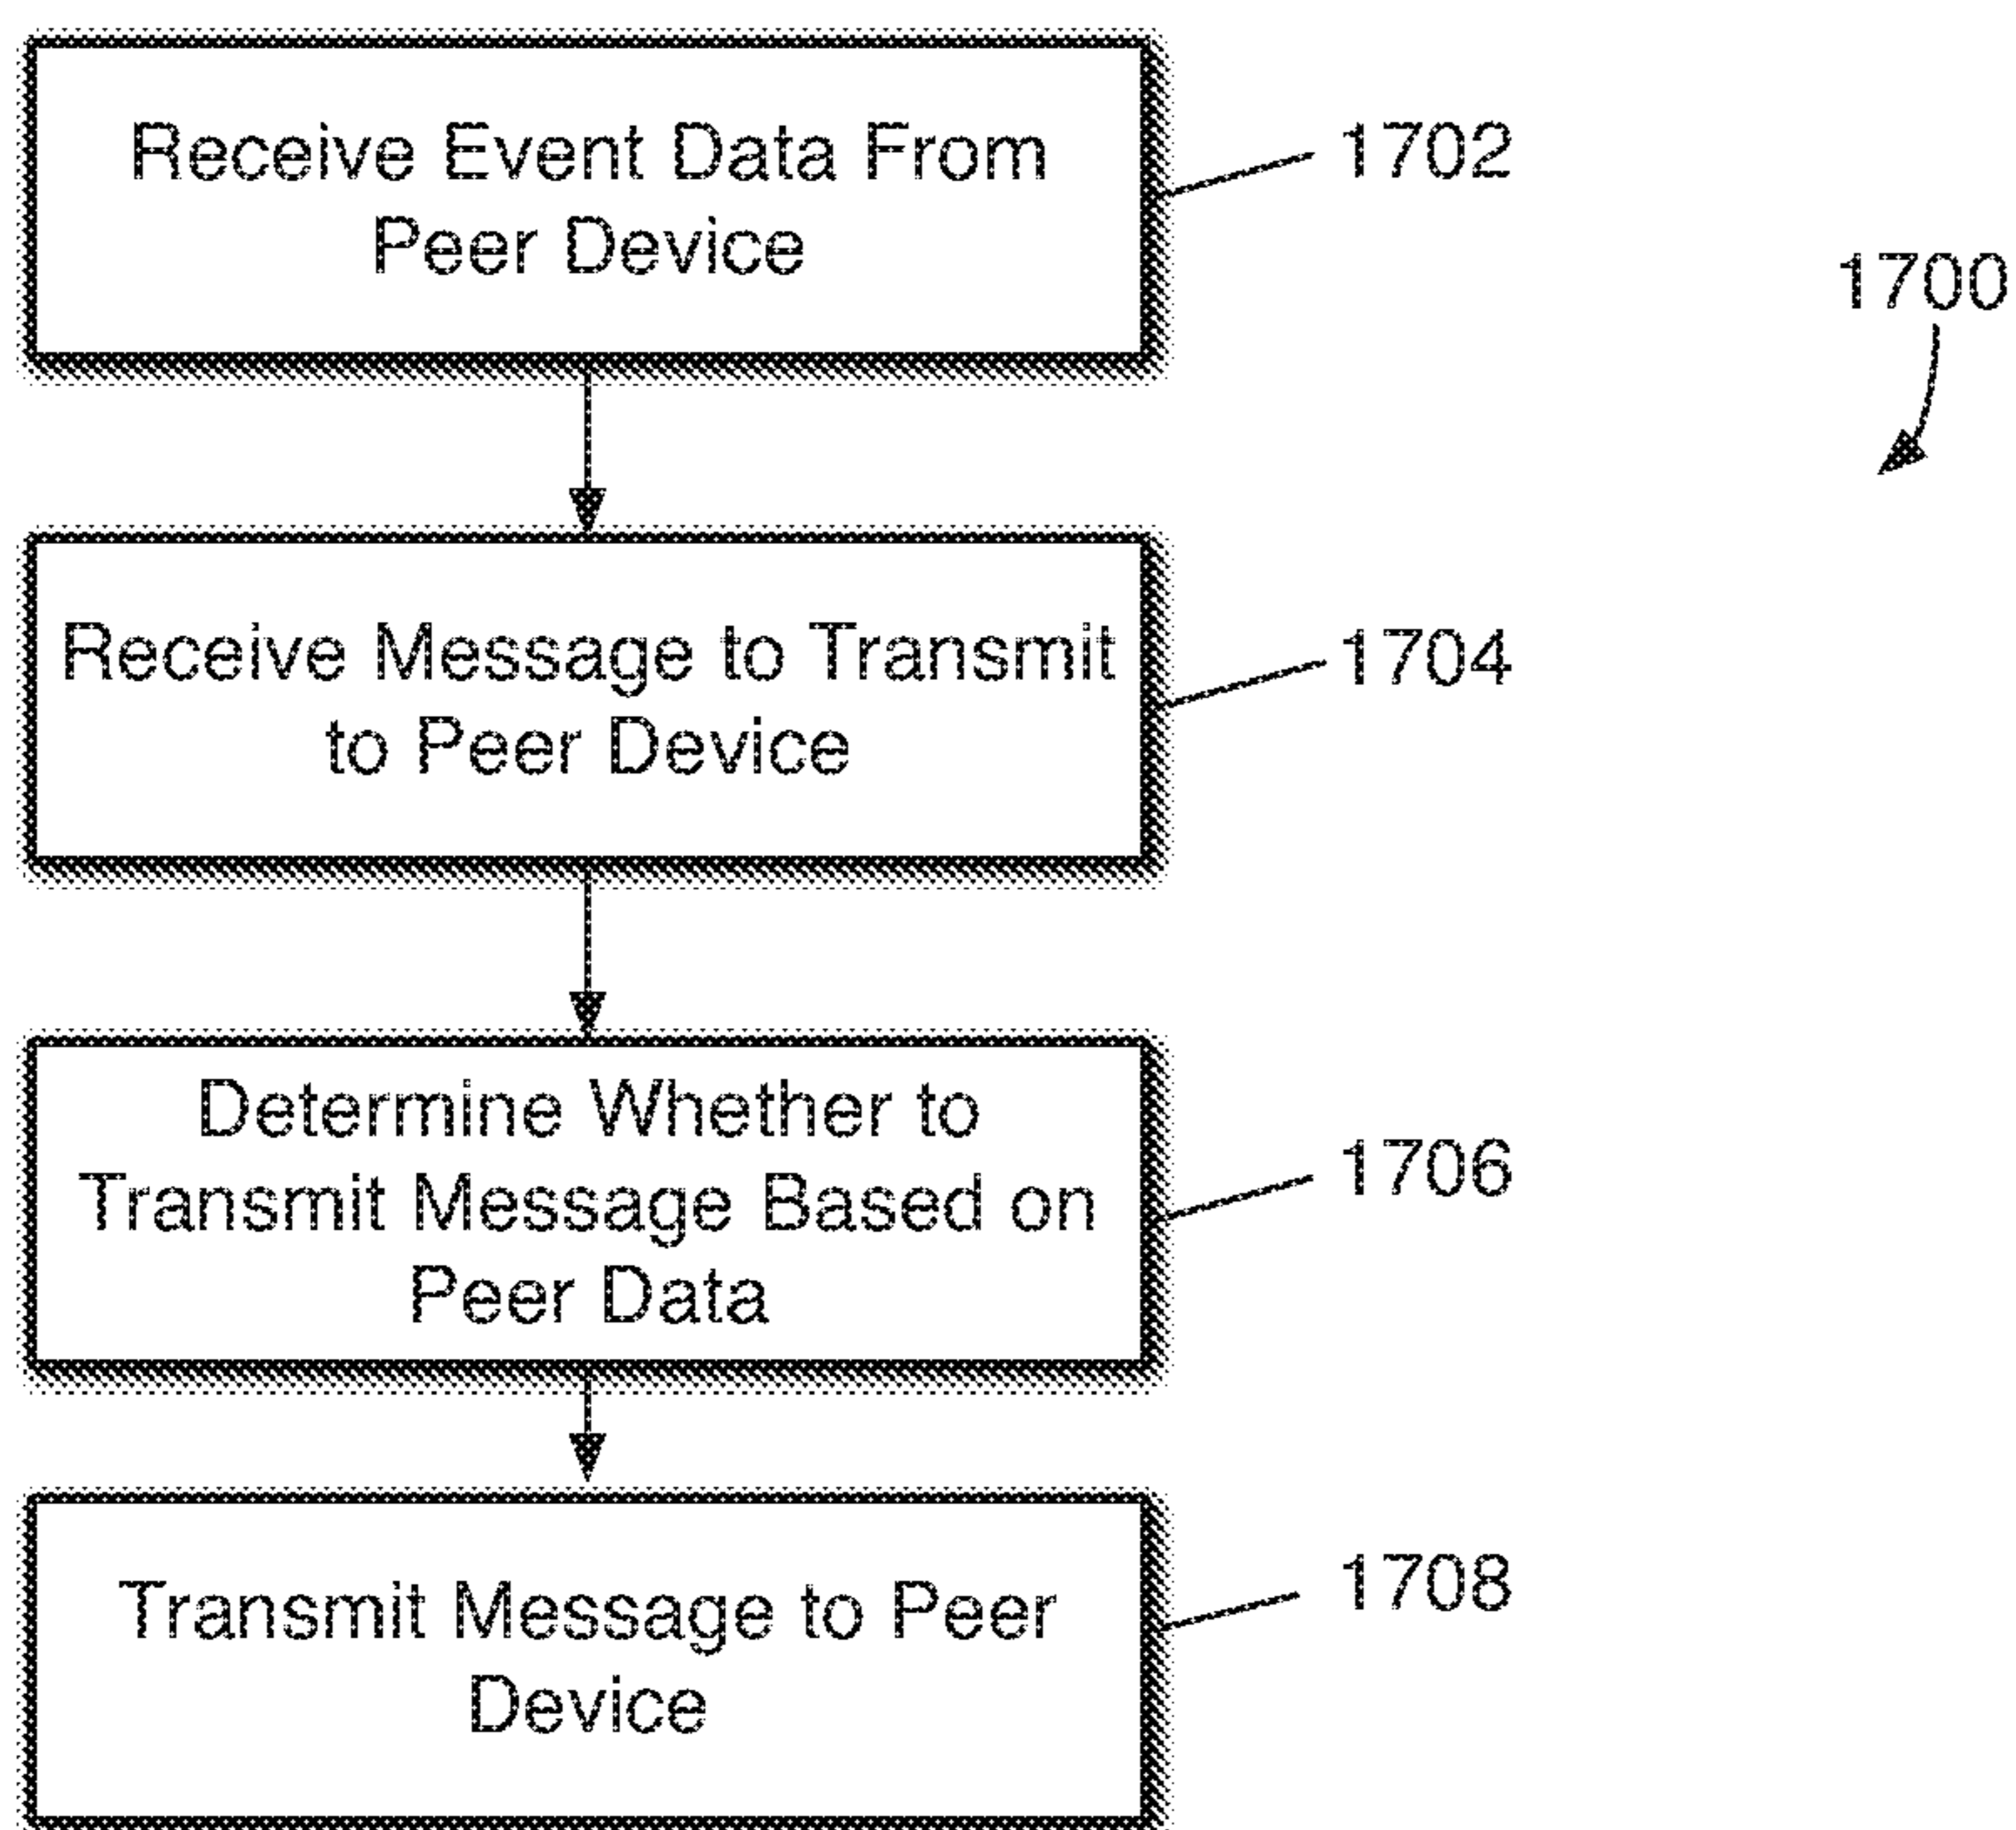 Receive Event Data From
Peer Device
1702
1700
Receive Message to Transmit
to Peer Device
1704
Determine Whether to
Transmit Message Based on
Peer Data
1706
Transmit Message to Peer
Device
1708